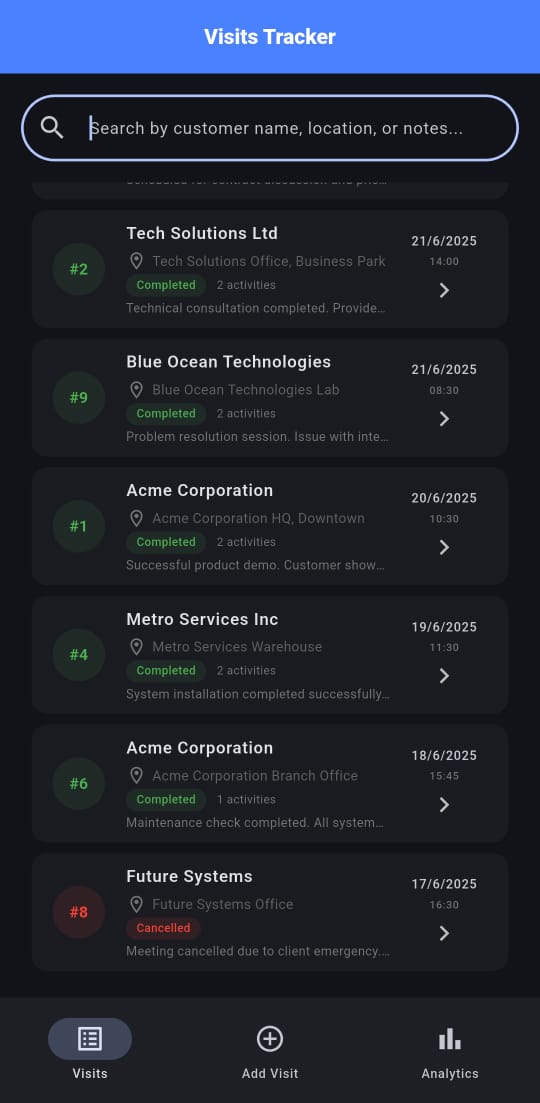 Visits Tracker
Search by customer name, location, or notes...
Scheduled for contract discussion and pric...
Tech Solutions Ltd
21/6/2025
Tech Solutions Office, Business Park
14:00
Completed 2 activities
Technical consultation completed. Provide...
#2
Blue Ocean Technologies
21/6/2025
Blue Ocean Technologies Lab
08:30
#9
Completed 2 activities
Problem resolution session. Issue with inte...
Acme Corporation
20/6/2025
Acme Corporation HQ, Downtown
10:30
#1
Completed 2 activities
Successful product demo. Customer show...
Metro Services Inc
19/6/2025
Metro Services Warehouse
11:30
#4
Completed 2 activities
System installation completed successfully...
Acme Corporation
18/6/2025
Acme Corporation Branch Office
15:45
#6
Completed 1 activities
Maintenance check completed. All system...
Future Systems
17/6/2025
Future Systems Office
16:30
#8
Cancelled
Meeting cancelled due to client emergency....
Visits
Add Visit
Analytics